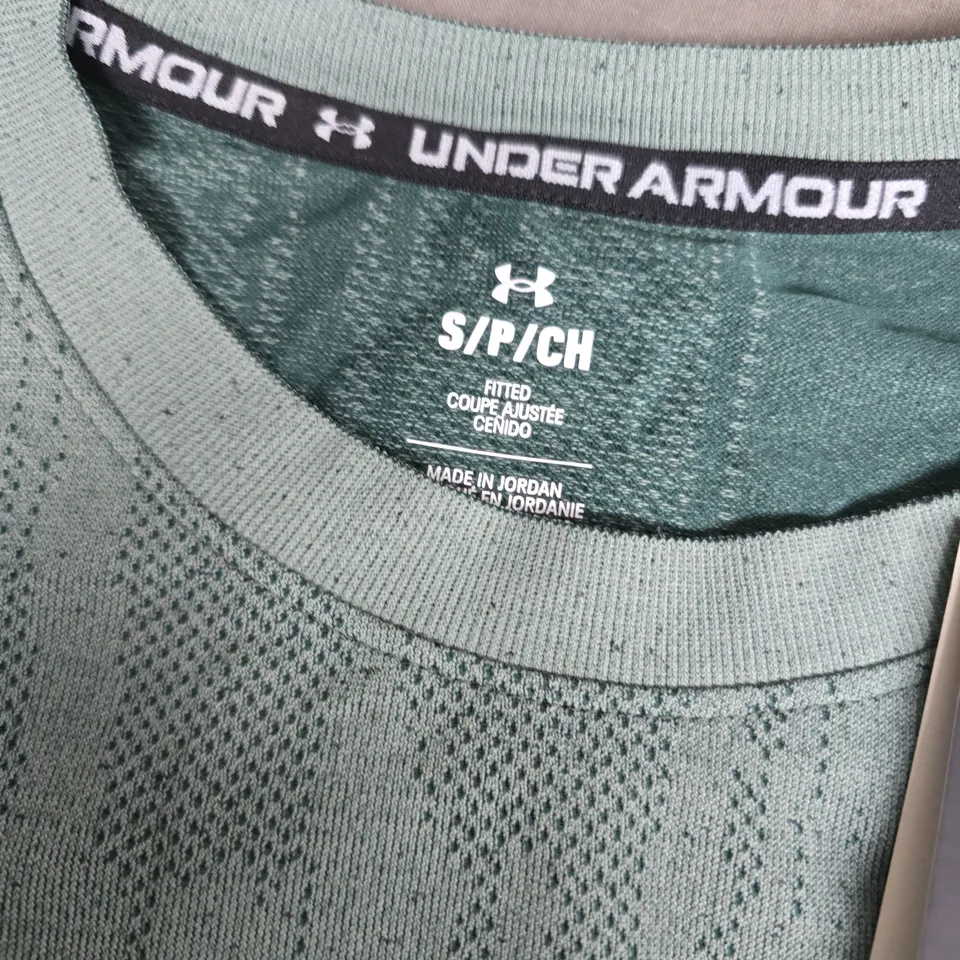 RMOUR UNDER ARMOUR
S/P/CH
FITTED
COUPE AJUSTÉE
CEÑIDO
MADE IN JORDAN
EN JORDANIE